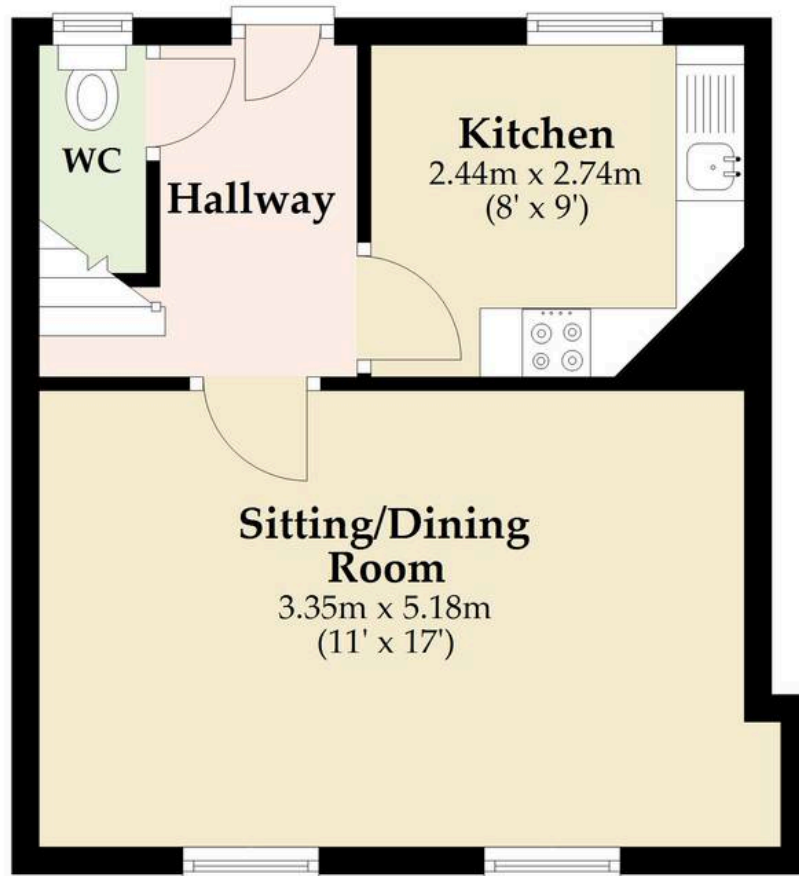 WC
Hallway
Kitchen
2.44m x 2.74m
(8' x 9')
Sitting/Dining
Room
3.35m x 5.18m
(11' x 17')